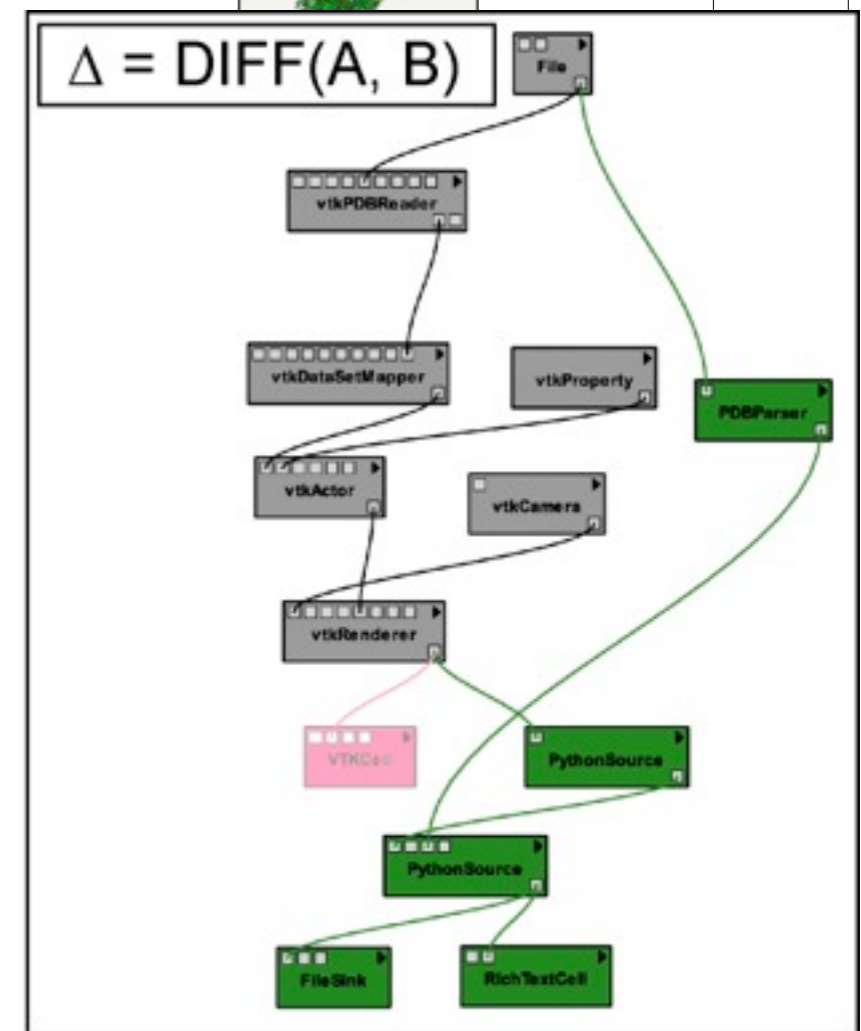 Δ = DIFF(A, B)
File
vtkPDBReader
vtkDataSetMapper
vtkProperty
PDBParser
vtkActor
vtkCamera
vtkRenderer
VTKCell
PythonSource
PythonSource
FileSink
RichTextCell